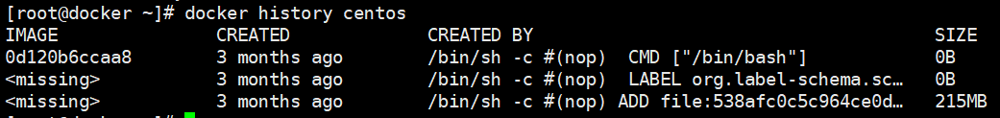 [root@docker ~]# docker history centos
IMAGE CREATED CREATED BY SIZE
0d120b6ccaa8 3 months ago /bin/sh -c #(nop) CMD ["/bin/bash"] 0B
<missing> 3 months ago /bin/sh -c #(nop) LABEL org.label-schema.sc… 0B
<missing> 3 months ago /bin/sh -c #(nop) ADD file:538afc0c5c964ce0d… 215MB